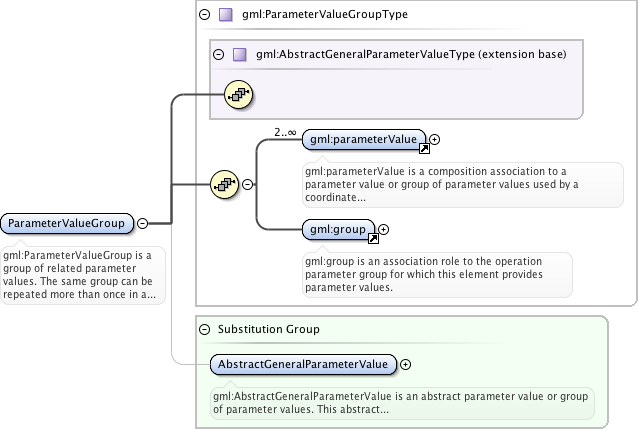 gml:ParameterValueGroupType
gml:AbstractGeneralParameterValueType (extension base)
2..∞
gml:parameterValue
gml:parameterValue is a composition association to a
parameter value or group of parameter values used by a
coordinate...
ParameterValueGroup
gml:ParameterValueGroup is a
group of related parameter
values. The same group can be
repeated more than once in a...
gml:group
gml:group is an association role to the operation
parameter group for which this element provides
parameter values.
Substitution Group
AbstractGeneralParameterValue
gml:AbstractGeneralParameterValue is an abstract parameter value or group
of parameter values. This abstract...